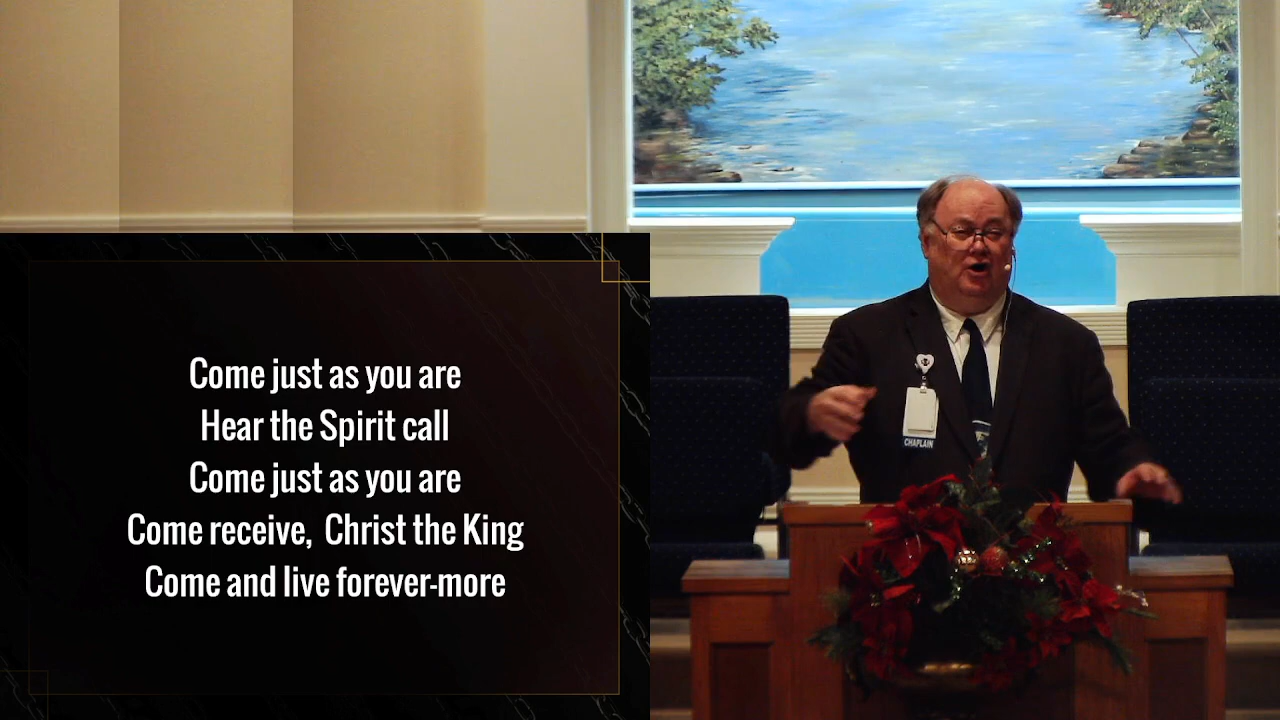 Come just as you are
Hear the Spirit call
Come just as you are
Come receive, Christ the King
Come and live forever-more
CHAPLAIN